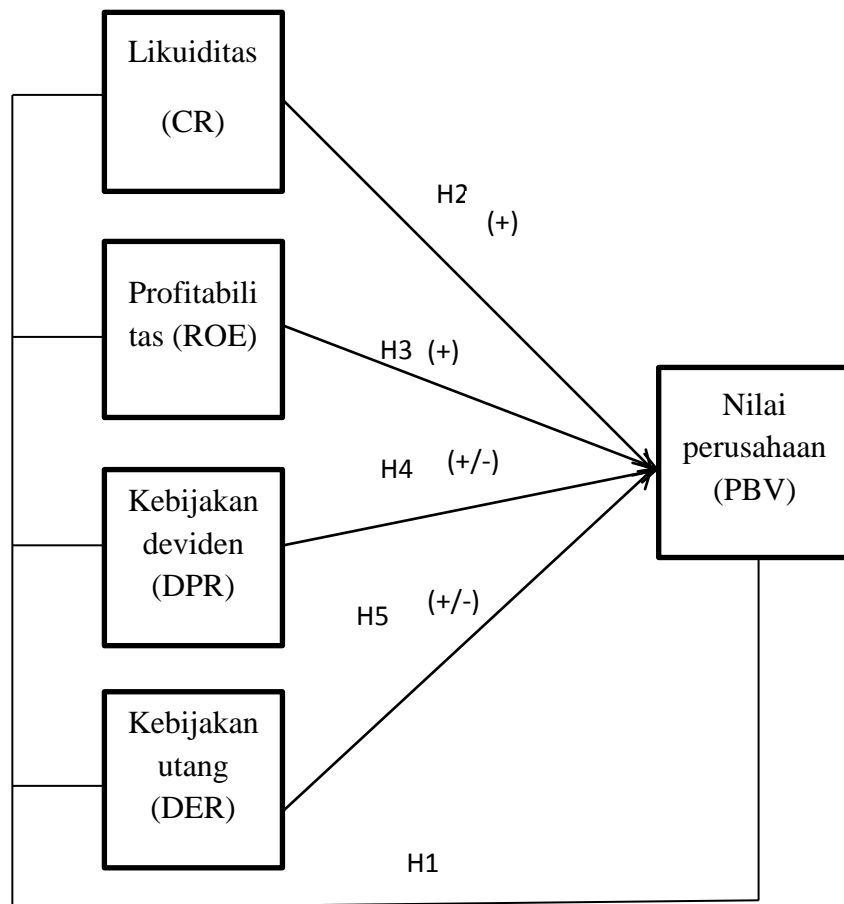 Likuiditas
(CR)
H2
(+)
Profitabili
tas (ROE)
H3 (+)
Nilai
perusahaan
(PBV)
H4 (+/-)
Kebijakan
deviden
(DPR)
H5 (+/-)
Kebijakan
utang
(DER)
H1